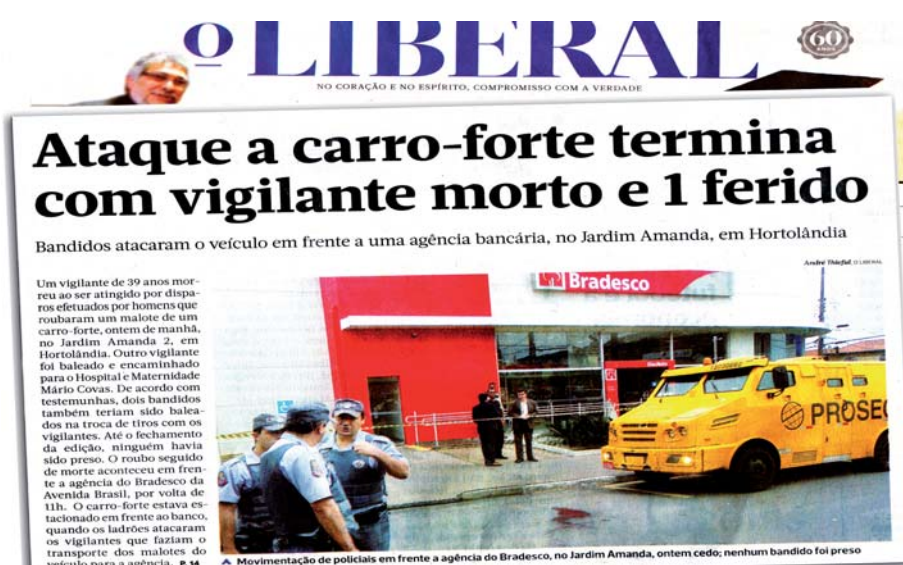 O LIBERAL
60
ANOS
NO CORAÇÃO E NO ESPÍRITO, COMPROMISSO COM A VERDADE
Ataque a carro-forte termina
com vigilante morto e 1 ferido
Bandidos atacaram o veículo em frente a uma agência bancária, no Jardim Amanda, em Hortolândia
O LIBERAL
Um vigilante de 39 anos mor-
reu ao ser atingido por dispa-
ros efetuados por homens que
roubaram um malote de um
carro-forte, ontem de manhã,
no Jardim Amanda 2, em
Hortolândia. Outro vigilante
foi baleado e encaminhado
para o Hospital e Maternidade
Mário Covas. De acordo com
testemunhas, dois bandidos
também teriam sido balea-
dos na troca de tiros com os
vigilantes. Até o fechamento
da edição, ninguém havia
sido preso. O roubo seguido
de morte aconteceu em fren-
te a agência do Bradesco da
Avenida Brasil, por volta de
11h. O carro-forte estava es-
tacionado em frente ao banco,
quando os ladrões atacaram
os vigilantes que faziam o
transporte dos malotes do
veículo para a agência. P. 14
Bradesco
PROSEG
Movimentação de policiais em frente a agência do Bradesco, no Jardim Amanda, ontem cedo; nenhum bandido foi preso